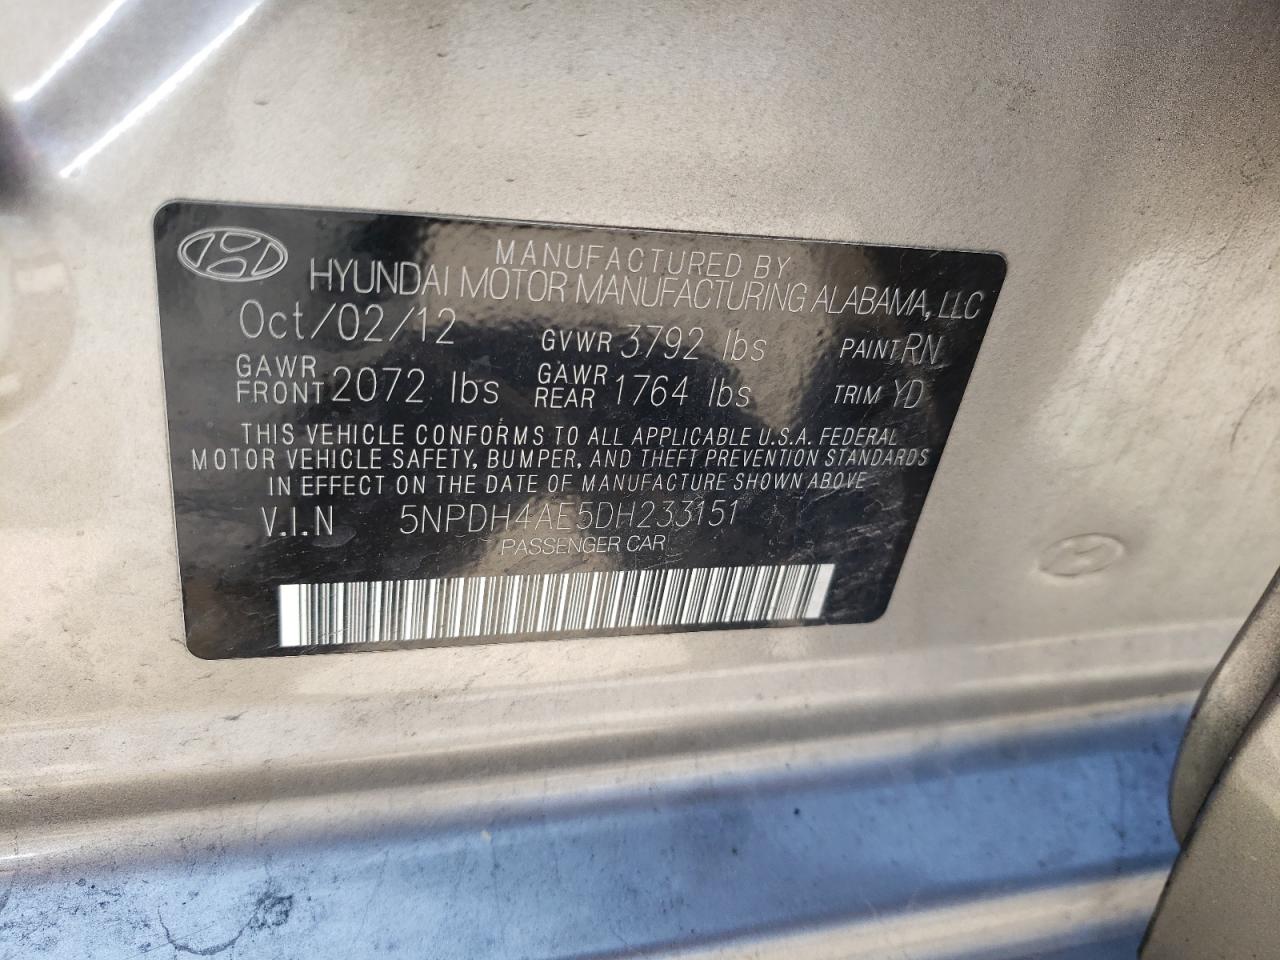 MANUFACTURED BY
HYUNDAI MOTOR MANUFACTURING ALABAMA, LLC
Oct/02/12 GVWR 3792 lbs PAINT RN
GAWR FRONT 2072 lbs GAWR REAR 1764 lbs TRIM YD
THIS VEHICLE CONFORMS TO ALL APPLICABLE U.S.A. FEDERAL
MOTOR VEHICLE SAFETY, BUMPER, AND THEFT PREVENTION STANDARDS
IN EFFECT ON THE DATE OF MANUFACTURE SHOWN ABOVE
V.I.N 5NPDH4AE5DH233151
PASSENGER CAR